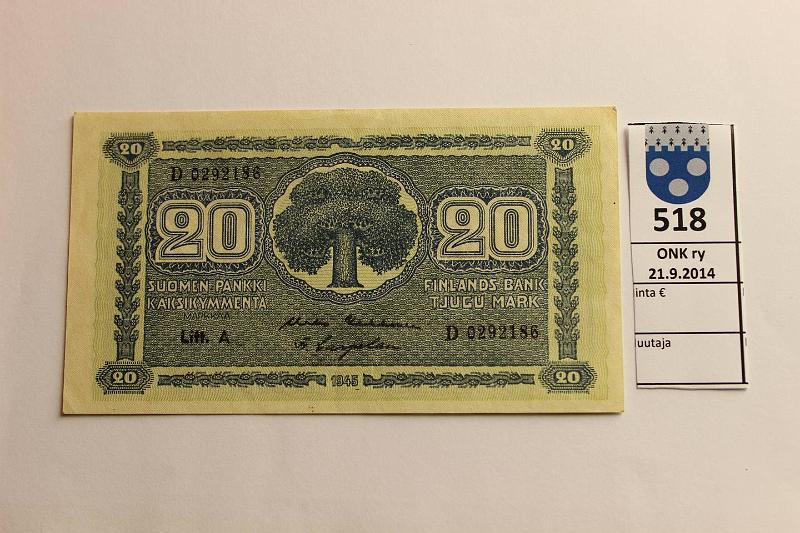 20 20
D 0292186
20 20
SUOMEN PANKKI FINLANDS BANK
KAKSIKYMMENTÄ TJUGU MARK
MARKKAA
Litt. A D 0292186
20 1945 20
518
ONK ry
21.9.2014
inta €
uutaja